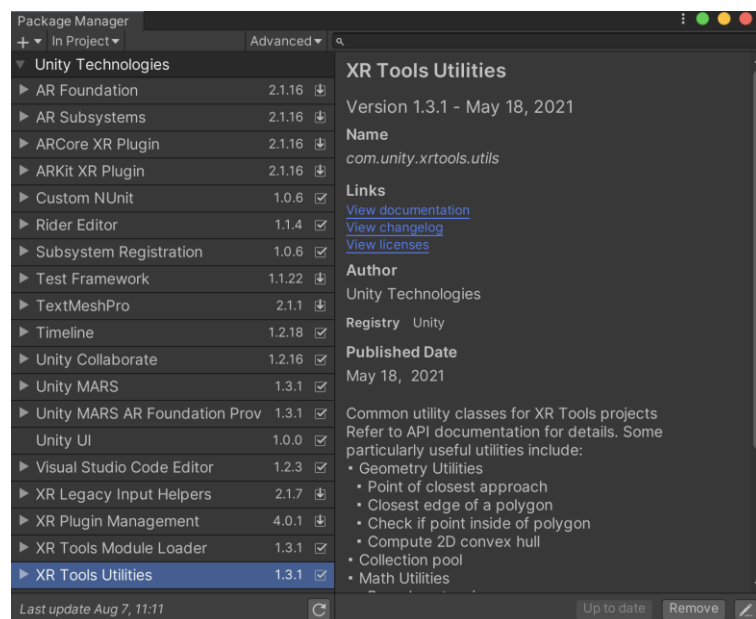 Package Manager
In Project
Advanced
Unity Technologies
AR Foundation 2.1.16
AR Subsystems 2.1.16
ARCore XR Plugin 2.1.16
ARKit XR Plugin 2.1.16
Custom NUnit 1.0.6
Rider Editor 1.1.4
Subsystem Registration 1.0.6
Test Framework 1.1.22
TextMeshPro 2.1.1
Timeline 1.2.18
Unity Collaborate 1.2.16
Unity MARS 1.3.1
Unity MARS AR Foundation Prov 1.3.1
Unity UI 1.0.0
Visual Studio Code Editor 1.2.3
XR Legacy Input Helpers 2.1.7
XR Plugin Management 4.0.1
XR Tools Module Loader 1.3.1
XR Tools Utilities 1.3.1
Last update Aug 7, 11:11
XR Tools Utilities
Version 1.3.1 - May 18, 2021
Name
com.unity.xrtools.utils
Links
View documentation
View changelog
View licenses
Author
Unity Technologies
Registry Unity
Published Date
May 18, 2021
Common utility classes for XR Tools projects
Refer to API documentation for details. Some
particularly useful utilities include:
• Geometry Utilities
• Point of closest approach
• Closest edge of a polygon
• Check if point inside of polygon
• Compute 2D convex hull
• Collection pool
• Math Utilities
Up to date
Remove